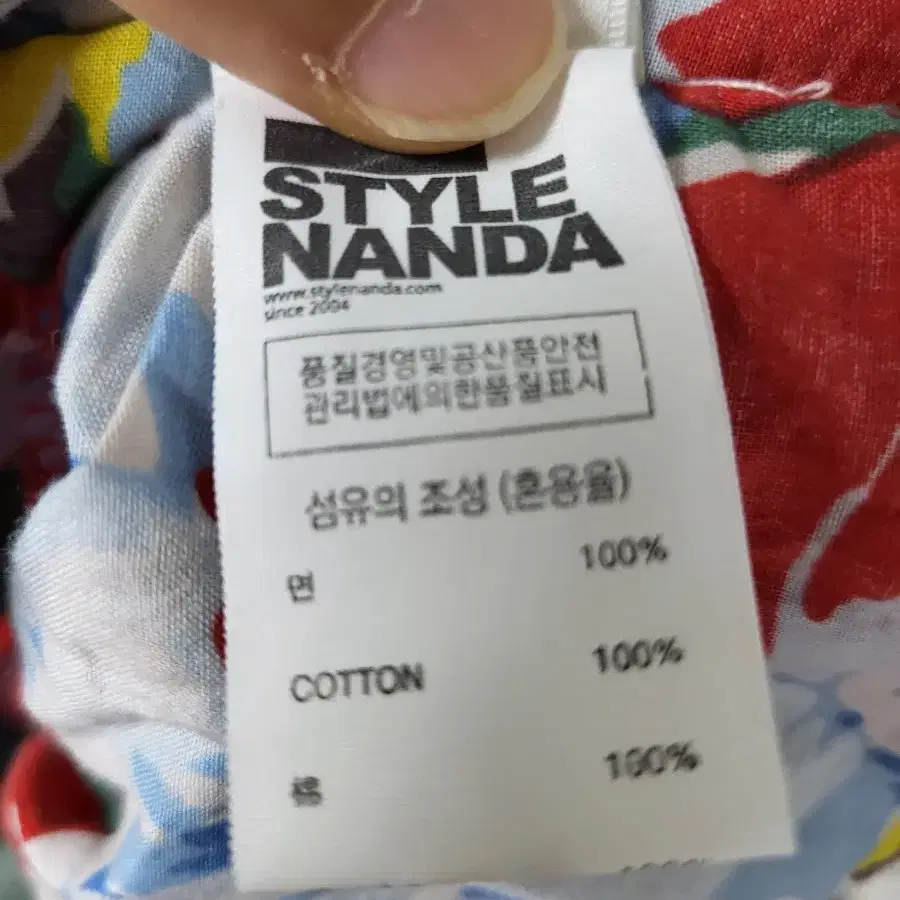 STYLE
NANDA
www.stylenanda.com
since 2004
품질경영및공산품안전
관리법에의한품질표시
섬유의 조성 (혼용율)
면 100%
COTTON 100%
棉 100%